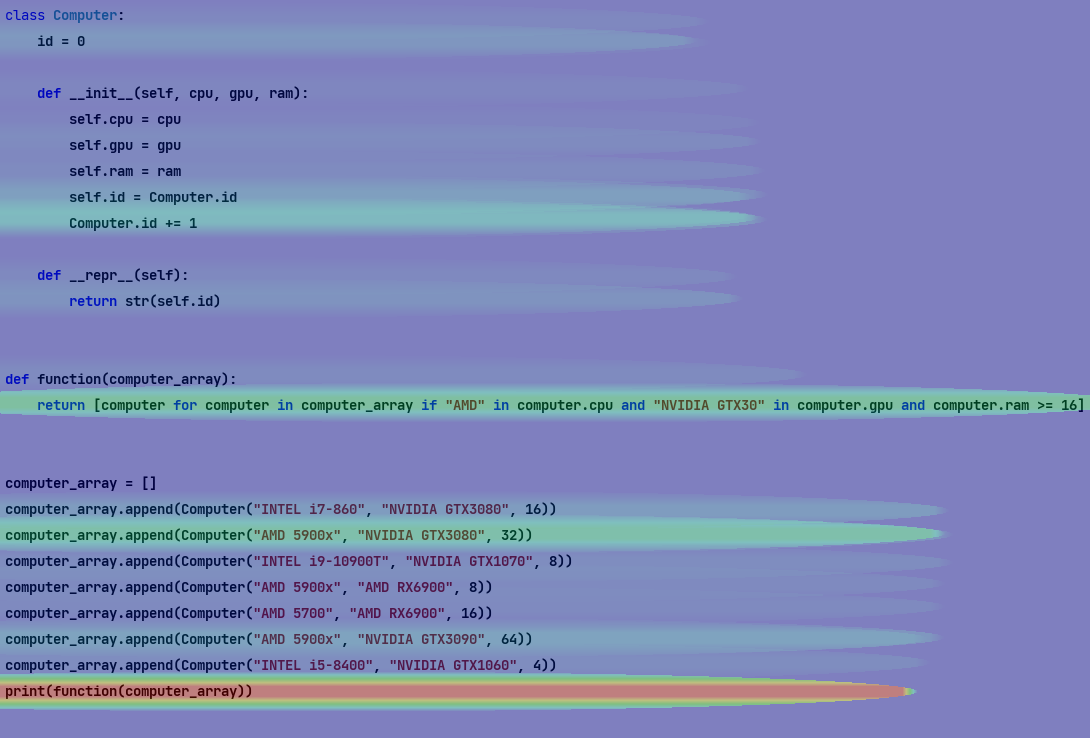 class Computer:
    id = 0

    def __init__(self, cpu, gpu, ram):
        self.cpu = cpu
        self.gpu = gpu
        self.ram = ram
        self.id = Computer.id
        Computer.id += 1

    def __repr__(self):
        return str(self.id)


def function(computer_array):
    return [computer for computer in computer_array if "AMD" in computer.cpu and "NVIDIA GTX30" in computer.gpu and computer.ram >= 16]


computer_array = []
computer_array.append(Computer("INTEL i7-860", "NVIDIA GTX3080", 16))
computer_array.append(Computer("AMD 5900x", "NVIDIA GTX3080", 32))
computer_array.append(Computer("INTEL i9-10900T", "NVIDIA GTX1070", 8))
computer_array.append(Computer("AMD 5900x", "AMD RX6900", 8))
computer_array.append(Computer("AMD 5700", "AMD RX6900", 16))
computer_array.append(Computer("AMD 5900x", "NVIDIA GTX3090", 64))
computer_array.append(Computer("INTEL i5-8400", "NVIDIA GTX1060", 4))
print(function(computer_array))